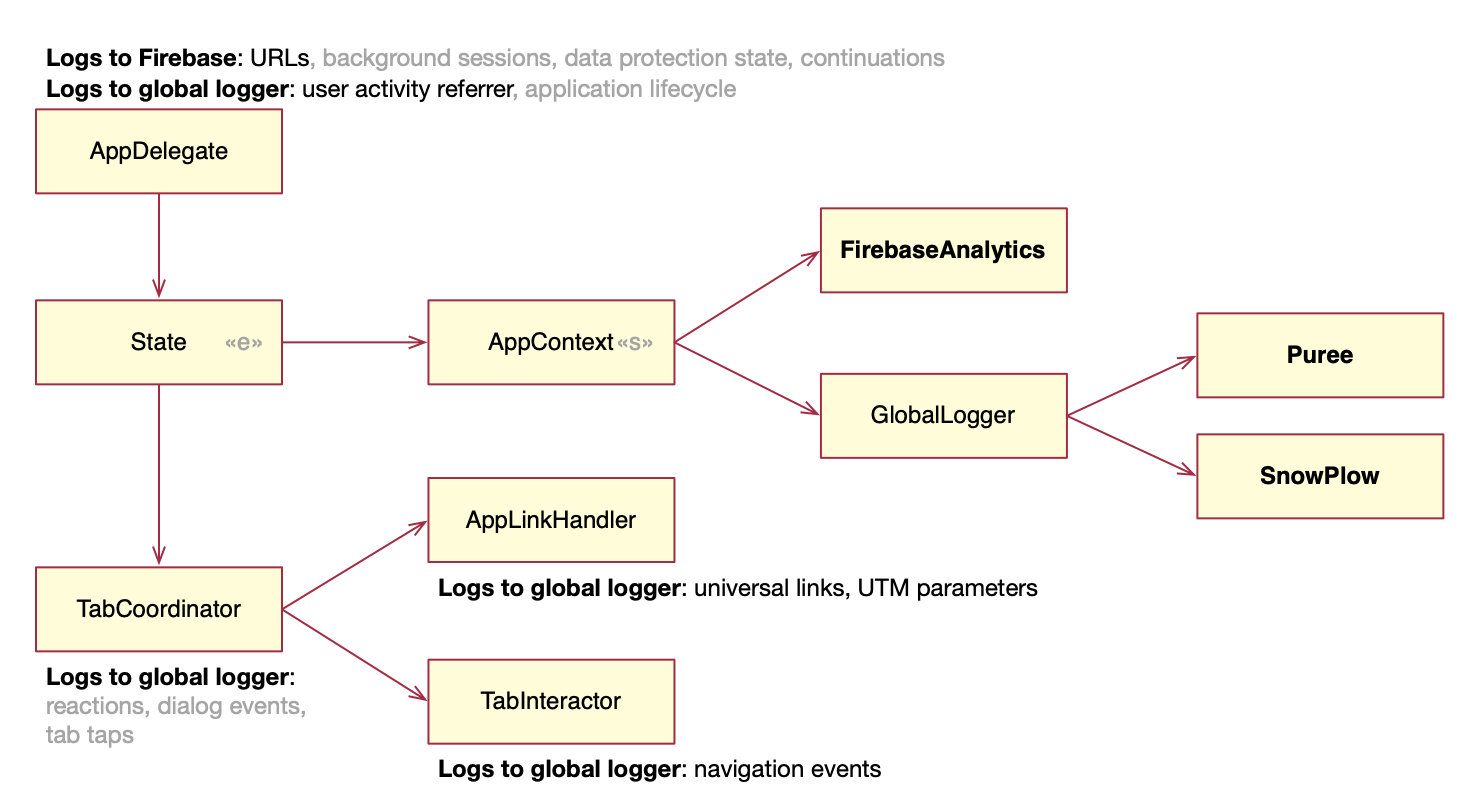 Logs to Firebase: URLs, background sessions, data protection state, continuations
Logs to global logger: user activity referrer, application lifecycle
AppDelegate
FirebaseAnalytics
State «e»
AppContext «s»
Puree
GlobalLogger
SnowPlow
AppLinkHandler
Logs to global logger: universal links, UTM parameters
TabCoordinator
Logs to global logger:
reactions, dialog events,
tab taps
TabInteractor
Logs to global logger: navigation events